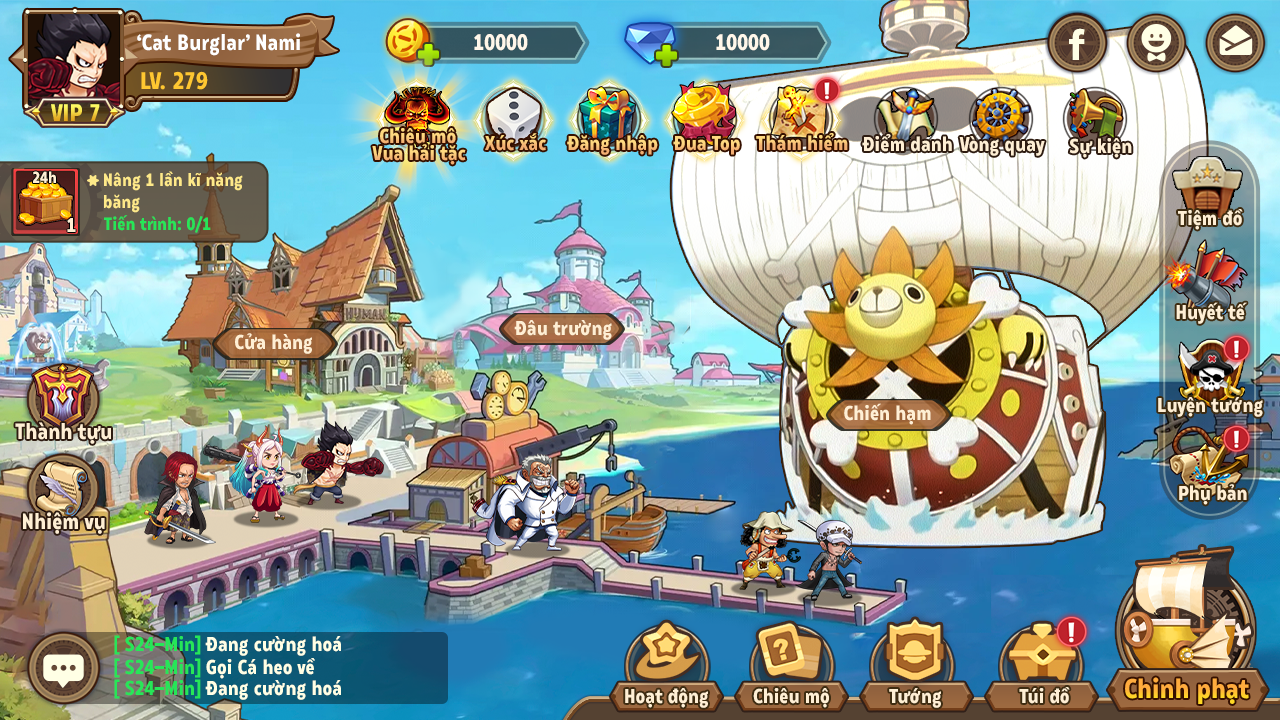 ‘Cat Burglar’ Nami
LV. 279
VIP 7
10000
10000
f
Chiêu mộ
Vua hải tặc
Xúc xắc
Đăng nhập
Đua Top
Thám hiểm
Điểm danh
Vòng quay
Sự kiện
24h
1
Nâng 1 lần kĩ năng
băng
Tiến trình: 0/1
Tiệm đồ
Huyết tế
Luyện tướng
Phụ bản
HUMAN
Cửa hàng
Đấu trường
Chiến hạm
Thành tựu
Nhiệm vụ
[ S24-Min] Đang cường hoá
[ S24-Min] Gọi Cá heo về
[ S24-Min] Đang cường hoá
Hoạt động
Chiêu mộ
Tướng
Túi đồ
Chinh phạt